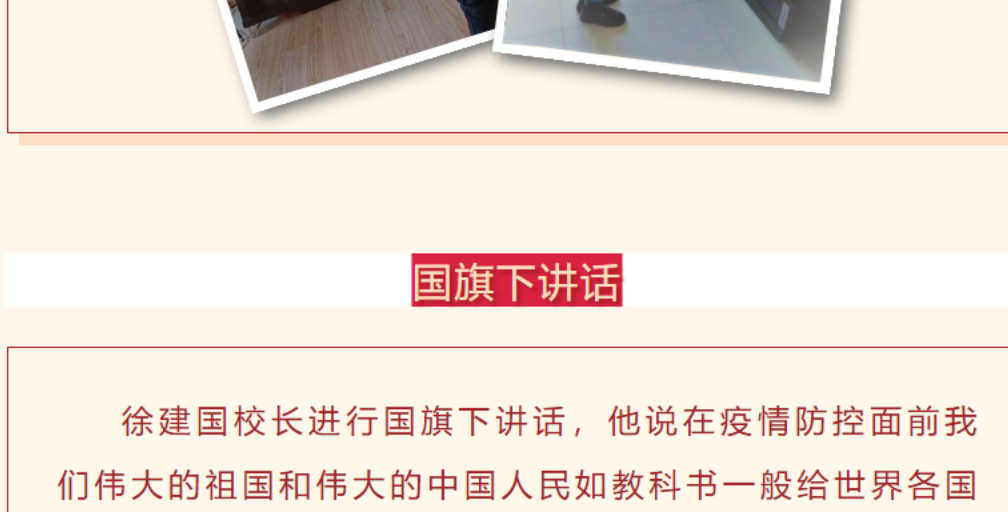 国旗下讲话
徐建国校长进行国旗下讲话，他说在疫情防控面前我
们伟大的祖国和伟大的中国人民如教科书一般给世界各国